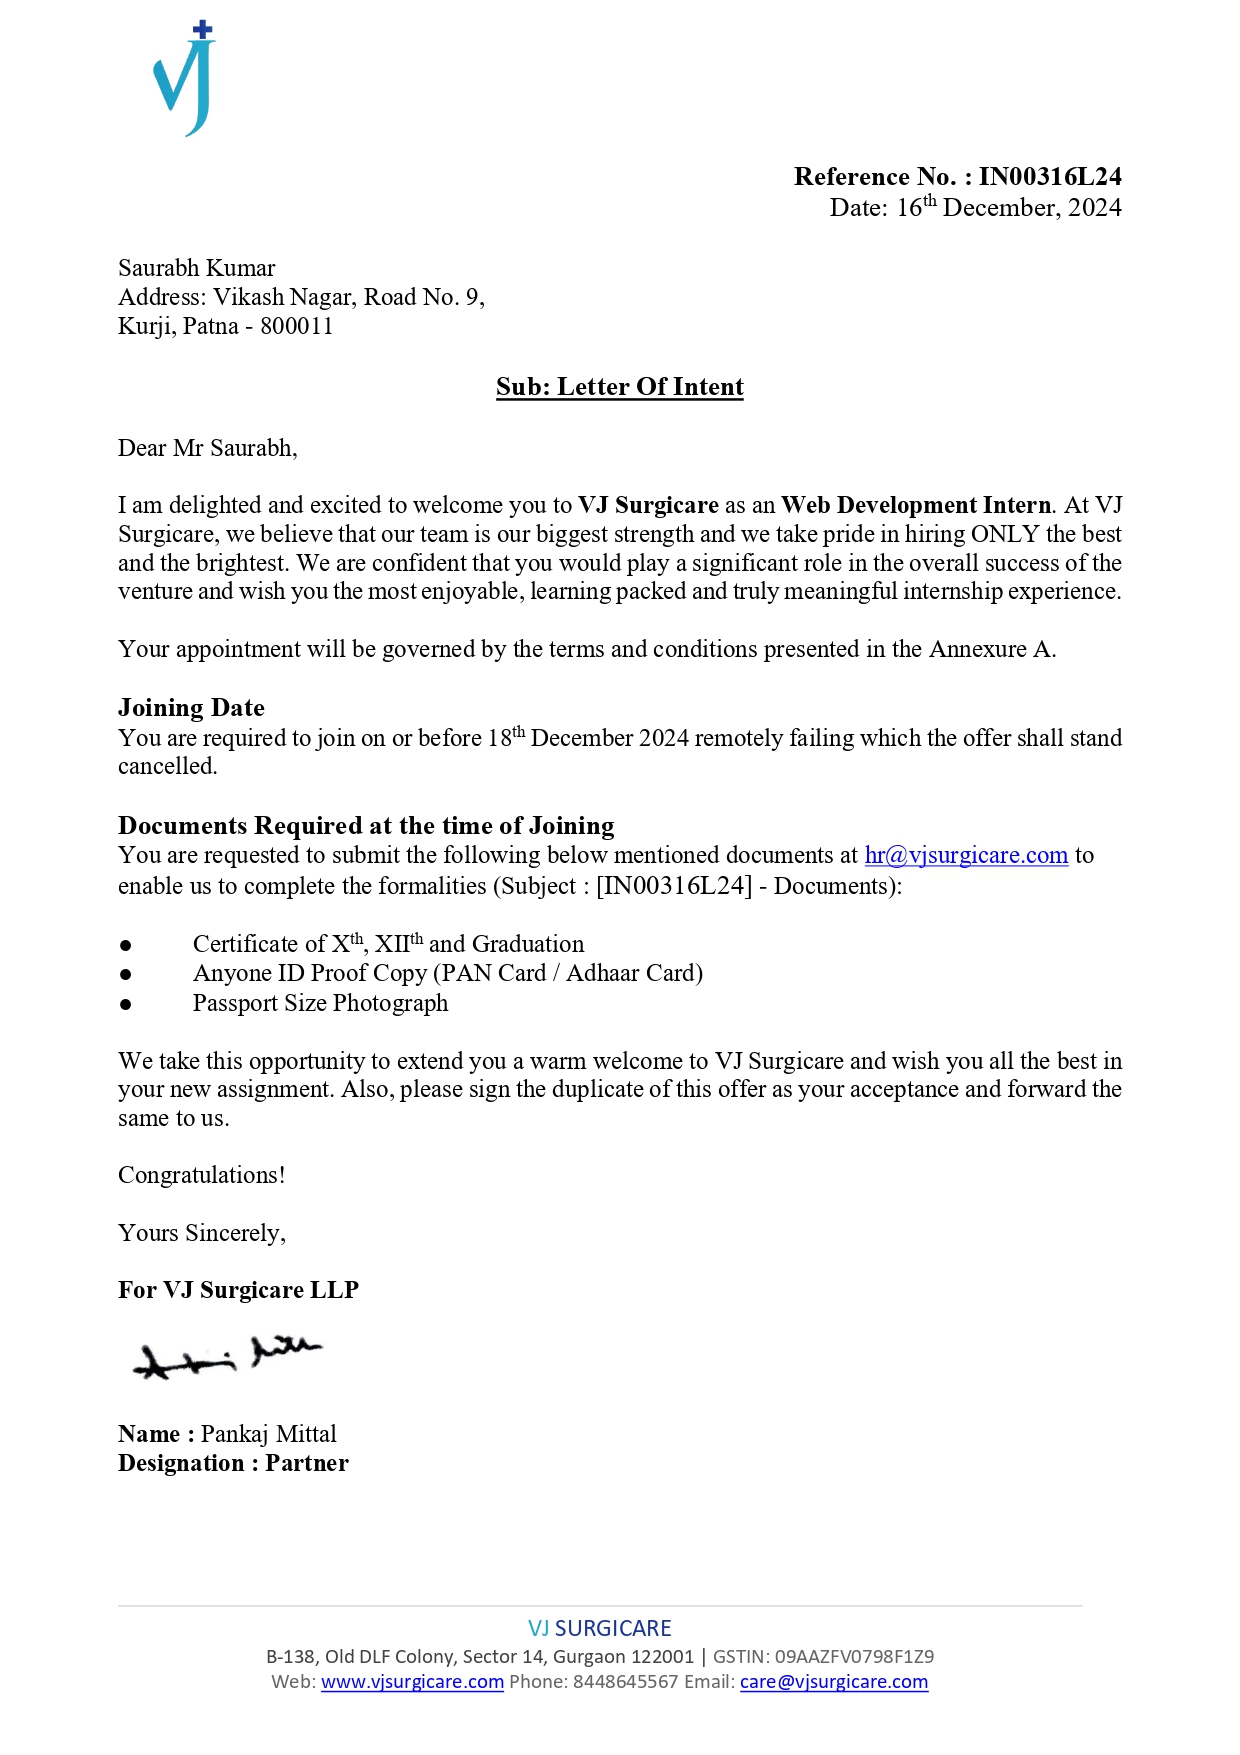 VJ
Reference No. : IN00316L24
Date: 16th December, 2024
Saurabh Kumar
Address: Vikash Nagar, Road No. 9,
Kurji, Patna - 800011
Sub: Letter Of Intent
Dear Mr Saurabh,
I am delighted and excited to welcome you to VJ Surgicare as an Web Development Intern. At VJ
Surgicare, we believe that our team is our biggest strength and we take pride in hiring ONLY the best
and the brightest. We are confident that you would play a significant role in the overall success of the
venture and wish you the most enjoyable, learning packed and truly meaningful internship experience.
Your appointment will be governed by the terms and conditions presented in the Annexure A.
Joining Date
You are required to join on or before 18th December 2024 remotely failing which the offer shall stand
cancelled.
Documents Required at the time of Joining
You are requested to submit the following below mentioned documents at hr@vjsurgicare.com to
enable us to complete the formalities (Subject : [IN00316L24] - Documents):
● Certificate of Xth, XIIth and Graduation
● Anyone ID Proof Copy (PAN Card / Adhaar Card)
● Passport Size Photograph
We take this opportunity to extend you a warm welcome to VJ Surgicare and wish you all the best in
your new assignment. Also, please sign the duplicate of this offer as your acceptance and forward the
same to us.
Congratulations!
Yours Sincerely,
For VJ Surgicare LLP
Name : Pankaj Mittal
Designation : Partner
VJ SURGICARE
B-138, Old DLF Colony, Sector 14, Gurgaon 122001 | GSTIN: 09AAZFV0798F1Z9
Web: www.vjsurgicare.com Phone: 8448645567 Email: care@vjsurgicare.com